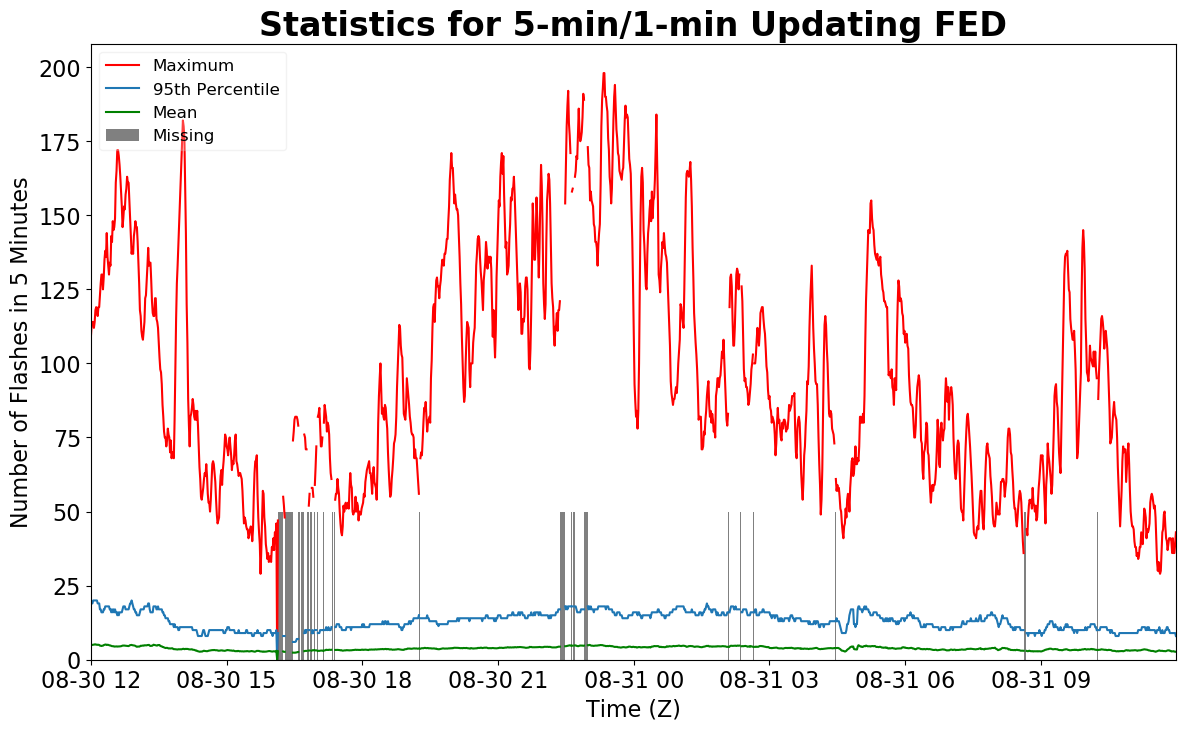 Statistics for 5-min/1-min Updating FED
Number of Flashes in 5 Minutes
200
175
150
125
100
75
50
25
0
Maximum
95th Percentile
Mean
Missing
08-30 12 08-30 15 08-30 18 08-30 21 08-31 00 08-31 03 08-31 06 08-31 09
Time (Z)